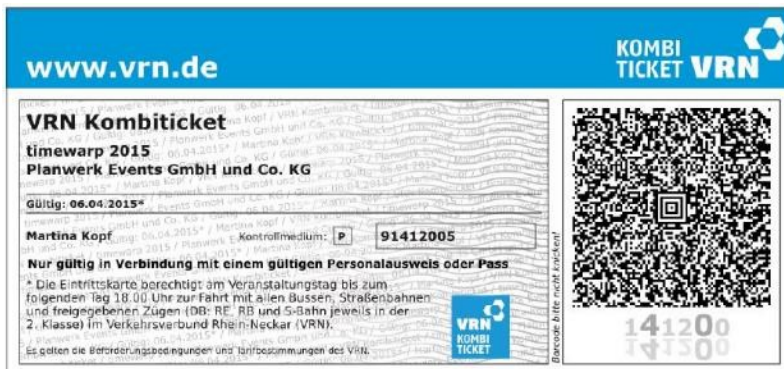 www.vrn.de
KOMBI
TICKET VRN
VRN Kombiticket
timewarp 2015
Planwerk Events GmbH und Co. KG
Gültig: 06.04.2015*
Martina Kopf Kontrollmedium: P 91412005
Nur gültig in Verbindung mit einem gültigen Personalausweis oder Pass
* Die Eintrittskarte berechtigt am Veranstaltungstag bis zum
folgenden Tag 18.00 Uhr zur Fahrt mit allen Bussen, Straßenbahnen
und freigegebenen Zügen (DB: RE, RB und S-Bahn jeweils in der
2. Klasse) im Verkehrsverbund Rhein-Neckar (VRN).
Es gelten die Beförderungsbedingungen und Tarifbestimmungen des VRN.
VRN
KOMBI
TICKET
Barcode bitte nicht knicken!
141200